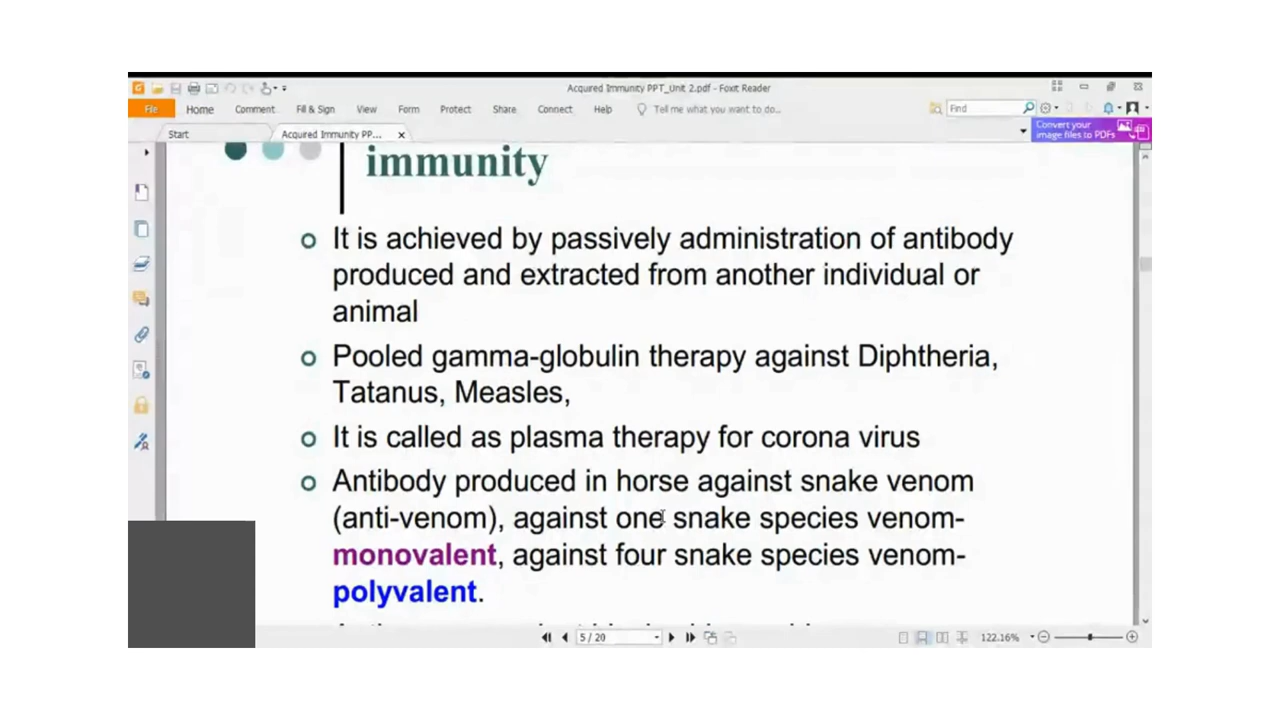 Acquired Immunity PPT_Unit 2.pdf - Foxit Reader
File Home Comment Fill & Sign View Form Protect Share Connect Help Tell me what you want to do... Find
Start Acquired Immunity PP... Convert your
image files to PDFs
immunity
It is achieved by passively administration of antibody
produced and extracted from another individual or
animal
Pooled gamma-globulin therapy against Diphtheria,
Tatanus, Measles,
It is called as plasma therapy for corona virus
Antibody produced in horse against snake venom
(anti-venom), against one snake species venom-
monovalent, against four snake species venom-
polyvalent.
5 / 20 122.16%